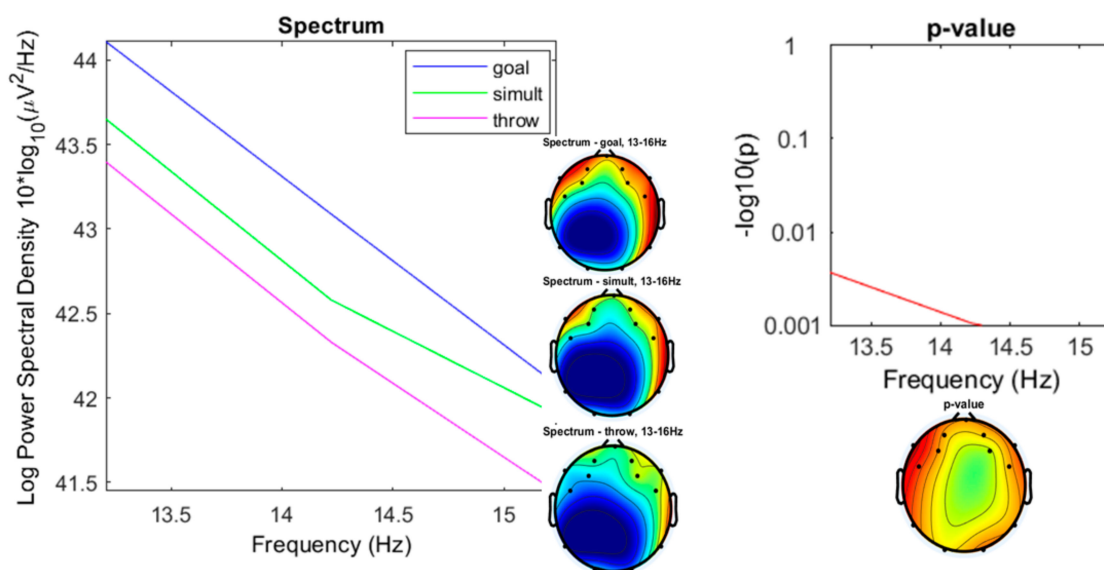 Spectrum
Log Power Spectral Density 10*log₁₀(μV²/Hz)
44
43.5
43
42.5
42
41.5
13.5
14
14.5
15
Frequency (Hz)
goal
simult
throw
Spectrum - goal, 13-16Hz
Spectrum - simult, 13-16Hz
Spectrum - throw, 13-16Hz
p-value
-log10(p)
1
0.1
0.01
0.001
13.5
14
14.5
15
Frequency (Hz)
p-value